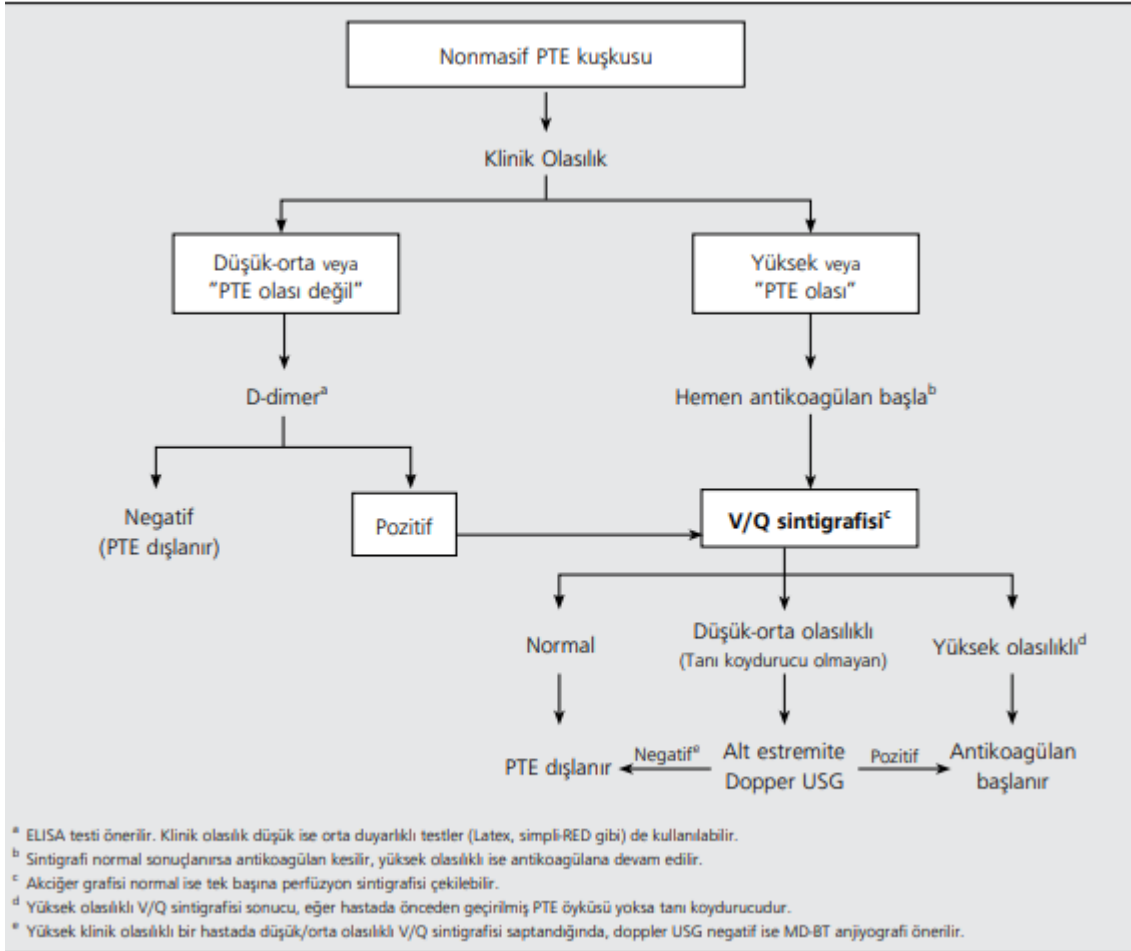 Nonmasif PTE kuşkusu
Klinik Olasılık
Düşük-orta veya
"PTE olası değil"
Yüksek veya
"PTE olası"
D-dimer^a
Hemen antikoagülan başla^b
Negatif
(PTE dışlanır)
Pozitif
V/Q sintigrafisi^c
Normal
Düşük-orta olasılıklı
(Tanı koydurucu olmayan)
Yüksek olasılıklı^d
PTE dışlanır
Negatif^e
Alt estremite
Dopper USG
Pozitif
Antikoagülan
başlanır
^a ELISA testi önerilir. Klinik olasılık düşük ise orta duyarlıklı testler (Latex, simpli-RED gibi) de kullanılabilir.
^b Sintigrafi normal sonuçlanırsa antikoagülan kesilir, yüksek olasılıklı ise antikoagülana devam edilir.
^c Akciğer grafisi normal ise tek başına perfüzyon sintigrafisi çekilebilir.
^d Yüksek olasılıklı V/Q sintigrafisi sonucu, eğer hastada önceden geçirilmiş PTE öyküsü yoksa tanı koydurucudur.
^e Yüksek klinik olasılıklı bir hastada düşük/orta olasılıklı V/Q sintigrafisi saptandığında, doppler USG negatif ise MD-BT anjiyografi önerilir.